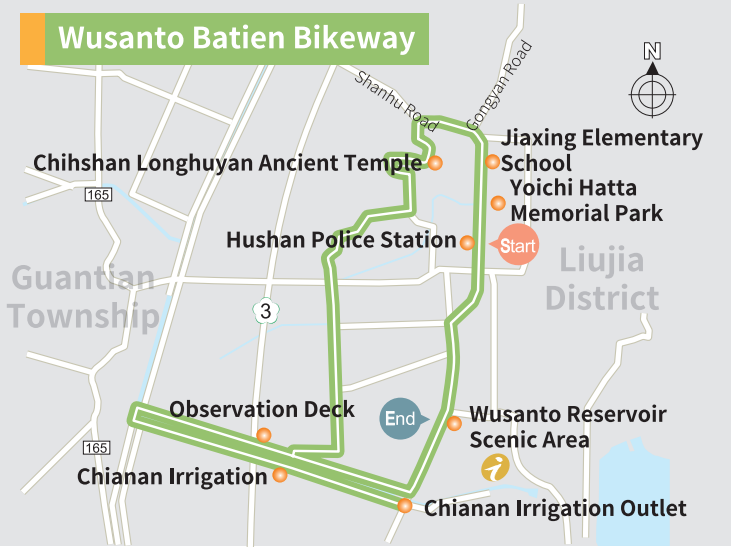 Wusanto Batien Bikeway
N
Shanhu Road
Gongyan Road
Jiaxing Elementary
School
Chihshan Longhuyan Ancient Temple
165
Yoichi Hatta
Memorial Park
Hushan Police Station
Start
Guantian
Township
Liujia
District
3
Observation Deck
End
Wusanto Reservoir
Scenic Area
165
Chianan Irrigation
i
Chianan Irrigation Outlet